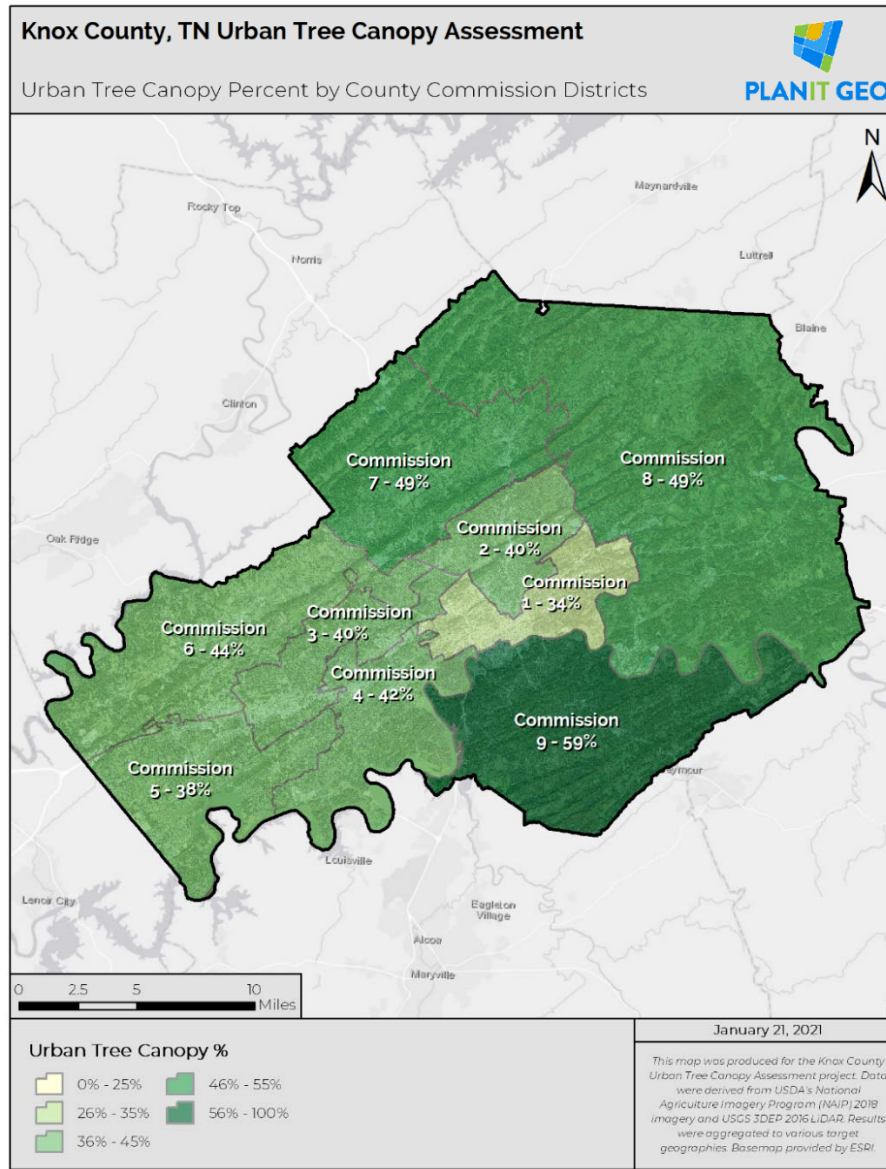 Knox County, TN Urban Tree Canopy Assessment
Urban Tree Canopy Percent by County Commission Districts
PLANIT GEO
N
Maynardville
Rocky Top
Norris
Luttrell
Blaine
Clinton
Commission
7 - 49%
Commission
8 - 49%
Commission
2 - 40%
Oak Ridge
Commission
1 - 34%
Commission
3 - 40%
Commission
6 - 44%
Commission
4 - 42%
Commission
9 - 59%
Commission
5 - 38%
Louisville
Lenoir City
Eagleton
Village
Alcoa
Maryville
0 2.5 5 10
Miles
Urban Tree Canopy %
0% - 25%
26% - 35%
36% - 45%
46% - 55%
56% - 100%
January 21, 2021
This map was produced for the Knox County
Urban Tree Canopy Assessment project. Data
were derived from USDA's National
Agriculture Imagery Program (NAIP) 2018
imagery and USGS 3DEP 2016 LiDAR. Results
were aggregated to various target
geographies. Basemap provided by ESRI.